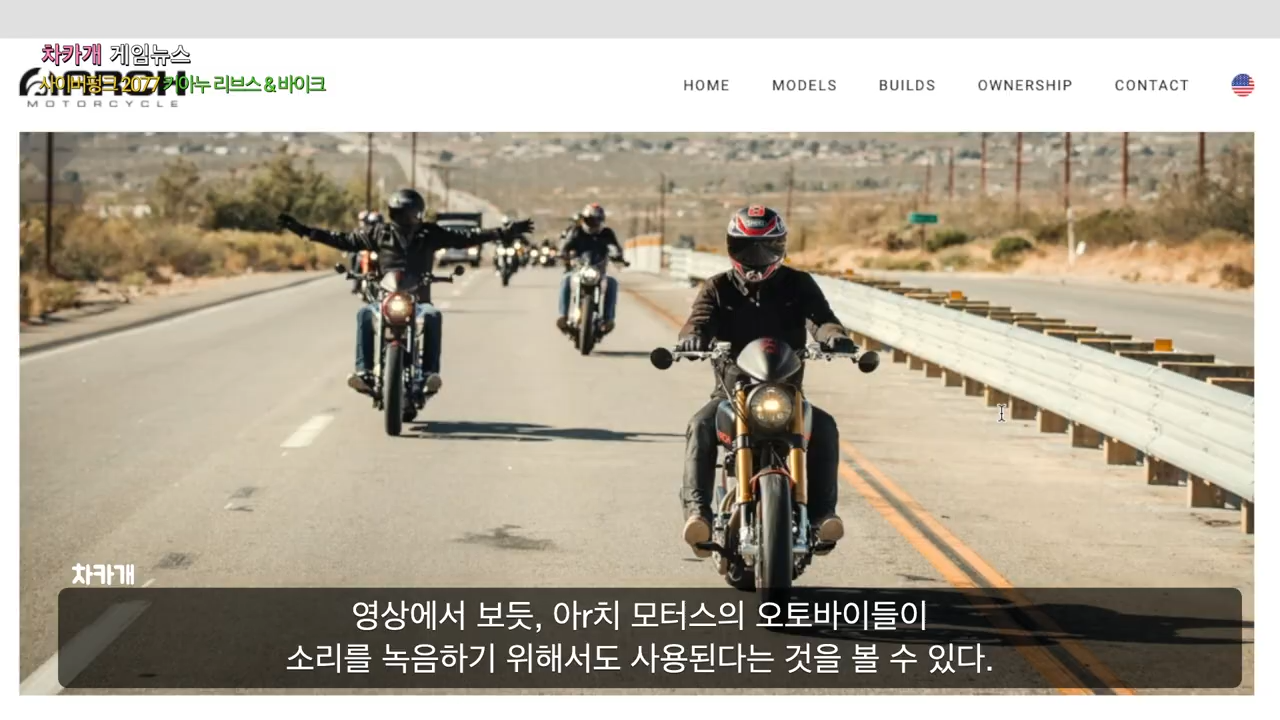 차카개 게임뉴스
사이버펑크 2077 키아누 리브스 & 바이크
MOTORCYCLE
HOME MODELS BUILDS OWNERSHIP CONTACT
차카개
영상에서 보듯, 아r치 모터스의 오토바이들이
소리를 녹음하기 위해서도 사용된다는 것을 볼 수 있다.